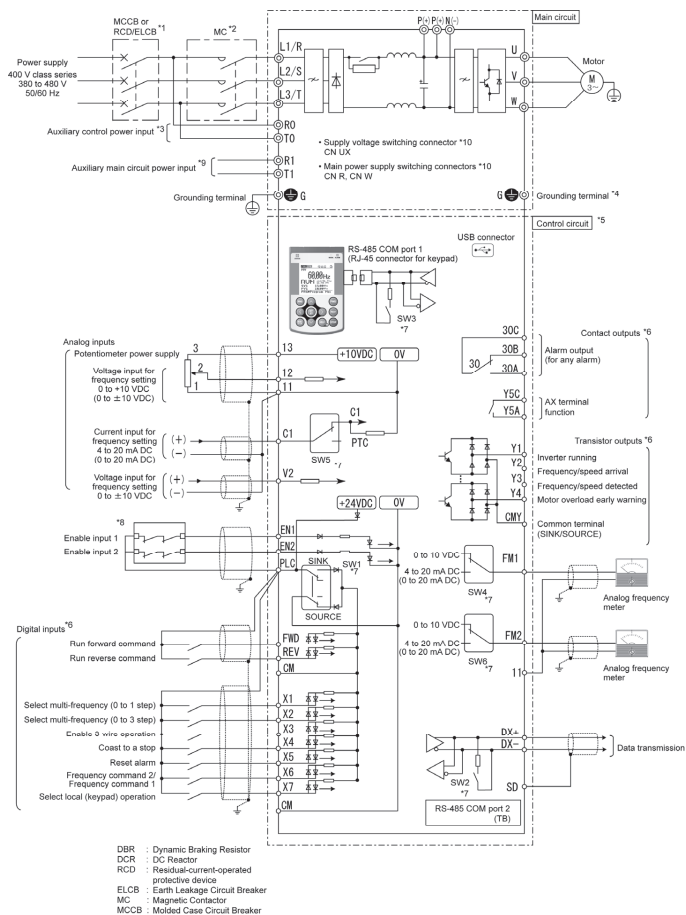 MCCB or
RCD/ELCB *1
MC *2
Power supply
400 V class series
380 to 480 V
50/60 Hz
L1/R
L2/S
L3/T
P(+) P(+) N(-)
Main circuit
U
V
W
Motor
M
3~
Auxiliary control power input *3
R0
T0
Auxiliary main circuit power input *9
R1
T1
• Supply voltage switching connector *10
CN UX
• Main power supply switching connectors *10
CN R, CN W
Grounding terminal
G
G
Grounding terminal *4
Control circuit *5
USB connector
RS-485 COM port 1
(RJ-45 connector for keypad)
SW3
*7
Analog inputs
Potentiometer power supply
3
2
1
13
12
11
+10VDC
0V
Voltage input for
frequency setting
0 to +10 VDC
(0 to ±10 VDC)
Current input for
frequency setting
4 to 20 mA DC
(0 to 20 mA DC)
(+)
(−)
C1
C1
PTC
SW5 *7
Voltage input for
frequency setting
0 to ±10 VDC
(+)
(−)
V2
30C
30B
30A
30
Contact outputs *6
Alarm output
(for any alarm)
Y5C
Y5A
AX terminal
function
Transistor outputs *6
Y1
Inverter running
Y2
Frequency/speed arrival
Y3
Frequency/speed detected
Y4
Motor overload early warning
CMY
Common terminal
(SINK/SOURCE)
+24VDC
0V
*8
Enable input 1
Enable input 2
EN1
EN2
PLC
SINK
SW1
*7
SOURCE
0 to 10 VDC
4 to 20 mA DC
(0 to 20 mA DC)
SW4
*7
FM1
Analog frequency
meter
0 to 10 VDC
4 to 20 mA DC
(0 to 20 mA DC)
SW6
*7
FM2
11
Analog frequency
meter
Digital inputs*6
Run forward command
Run reverse command
FWD
REV
CM
Select multi-frequency (0 to 1 step)
X1
Select multi-frequency (0 to 3 step)
X2
Enable 3-wire operation
X3
Coast to a stop
X4
Reset alarm
X5
Frequency command 2/
Frequency command 1
X6
Select local (keypad) operation
X7
CM
DX+
DX−
Data transmission
SW2
*7
SD
RS-485 COM port 2
(TB)
DBR : Dynamic Braking Resistor
DCR : DC Reactor
RCD : Residual-current-operated
protective device
ELCB : Earth Leakage Circuit Breaker
MC : Magnetic Contactor
MCCB : Molded Case Circuit Breaker